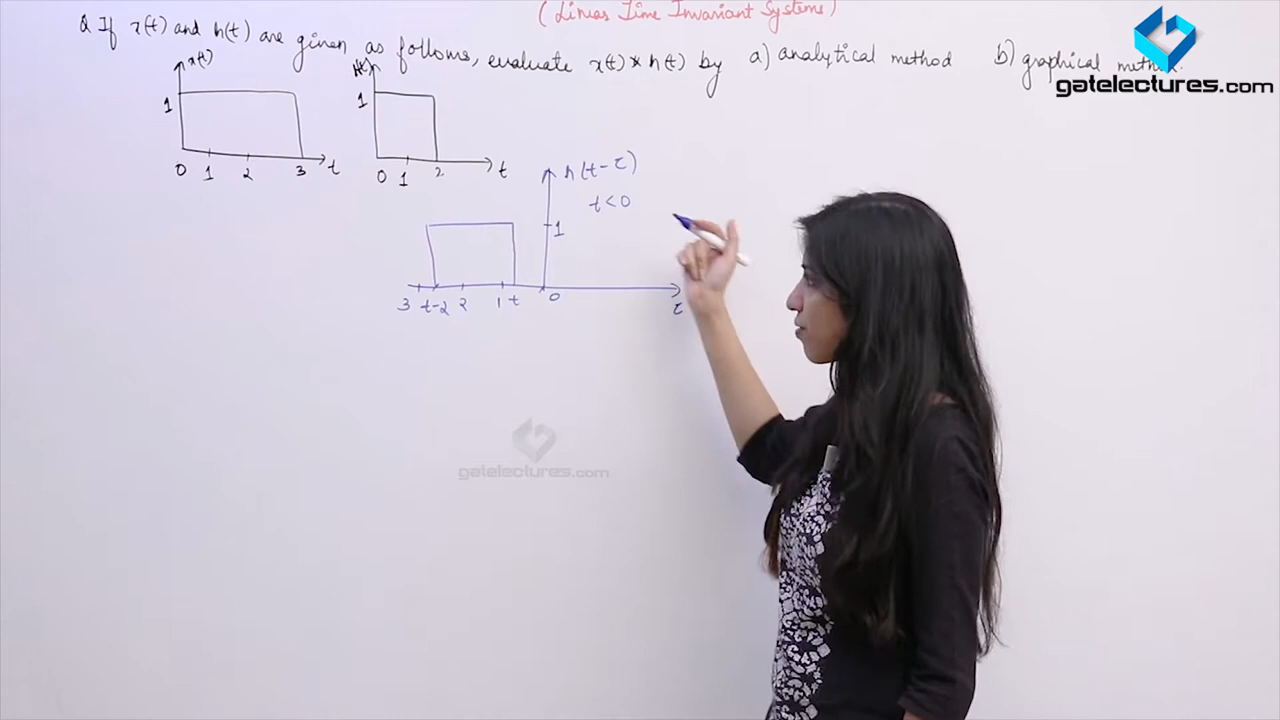 (Linear Time Invariant Systems)
Q If x(t) and h(t) are given as follows, evaluate x(t) * h(t) by a) analytical method b) graphical method.
gatelectures.com
x(t)
1
0 1 2 3 t
h(t)
1
0 1 2 t
h(t-τ)
t<0
1
3 t-2 2 1 t 0 τ
gatelectures.com